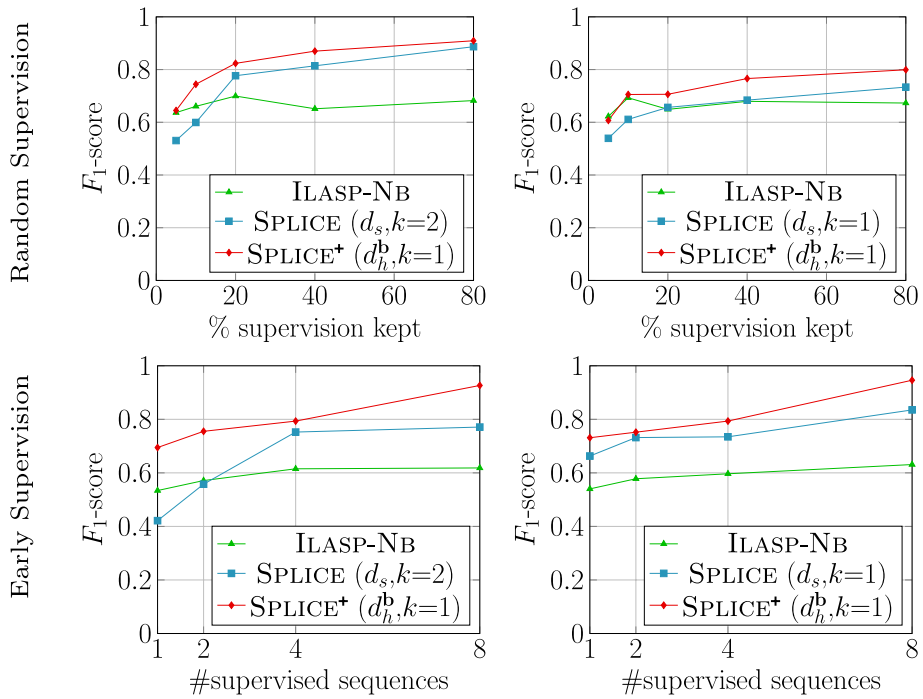 Random Supervision
F₁-score
1
0.8
0.6
0.4
0.2
0
0 20 40 60 80
% supervision kept
ILASP-NB
SPLICE (dₛ,k=2)
SPLICE⁺ (d_h^b,k=1)
F₁-score
1
0.8
0.6
0.4
0.2
0
0 20 40 60 80
% supervision kept
ILASP-NB
SPLICE (dₛ,k=1)
SPLICE⁺ (d_h^b,k=1)
Early Supervision
F₁-score
1
0.8
0.6
0.4
0.2
0
1 2 4 8
#supervised sequences
ILASP-NB
SPLICE (dₛ,k=2)
SPLICE⁺ (d_h^b,k=1)
F₁-score
1
0.8
0.6
0.4
0.2
0
1 2 4 8
#supervised sequences
ILASP-NB
SPLICE (dₛ,k=1)
SPLICE⁺ (d_h^b,k=1)